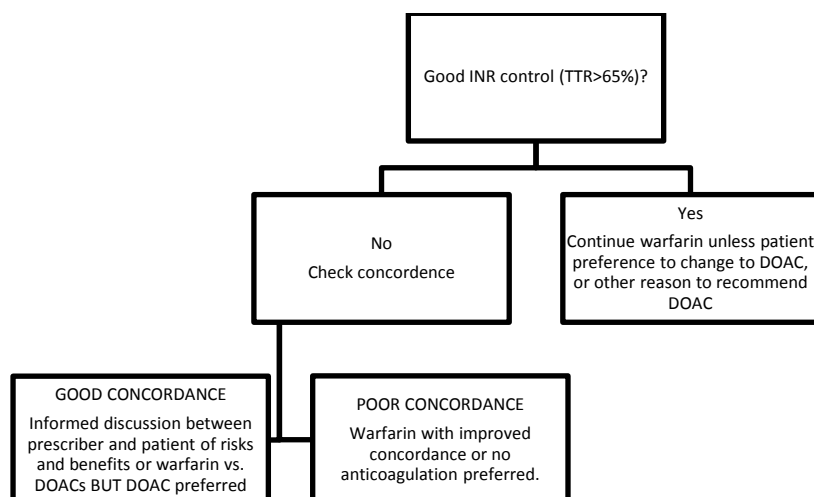 Good INR control (TTR>65%)?
No
Check concordence
Yes
Continue warfarin unless patient
preference to change to DOAC,
or other reason to recommend
DOAC
GOOD CONCORDANCE
Informed discussion between
prescriber and patient of risks
and benefits or warfarin vs.
DOACs BUT DOAC preferred
POOR CONCORDANCE
Warfarin with improved
concordance or no
anticoagulation preferred.